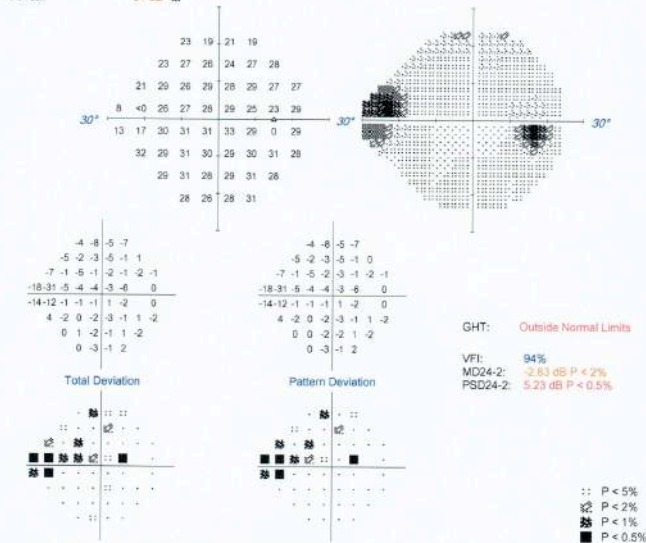 23 19 21 19
23 27 26 24 27 28
21 29 26 29 28 29 27 27
8 <0 26 27 28 29 25 23 29
30° 30° 30°
13 17 30 31 31 33 29 0 29
32 29 31 30 29 30 31 28
29 31 28 29 31 28
28 26 28 31
-4 -8 -5 -7
-5 -2 -3 -5 -1 1
-7 -1 -5 -1 -2 -1 -2 -1
-18 -31 -5 -4 -4 -3 -6 0
-14 -12 -1 -1 -1 1 -2 0
4 -2 0 -2 -3 -1 1 -2
0 1 -2 -1 1 -2
0 -3 -1 2
Total Deviation
-4 -8 -5 -7
-5 -2 -3 -5 -1 0
-7 -1 -5 -1 -3 -1 -2 -1
-18 -31 -5 -4 -4 -3 -6 0
-14 -12 -1 -1 -1 1 -2 0
4 -2 0 -2 -3 -1 1 -2
0 0 -2 -2 1 -2
0 -3 -1 2
Pattern Deviation
GHT: Outside Normal Limits
VFI: 94%
MD24-2: -2.83 dB P < 2%
PSD24-2: 5.23 dB P < 0.5%
P < 5%
P < 2%
P < 1%
P < 0.5%